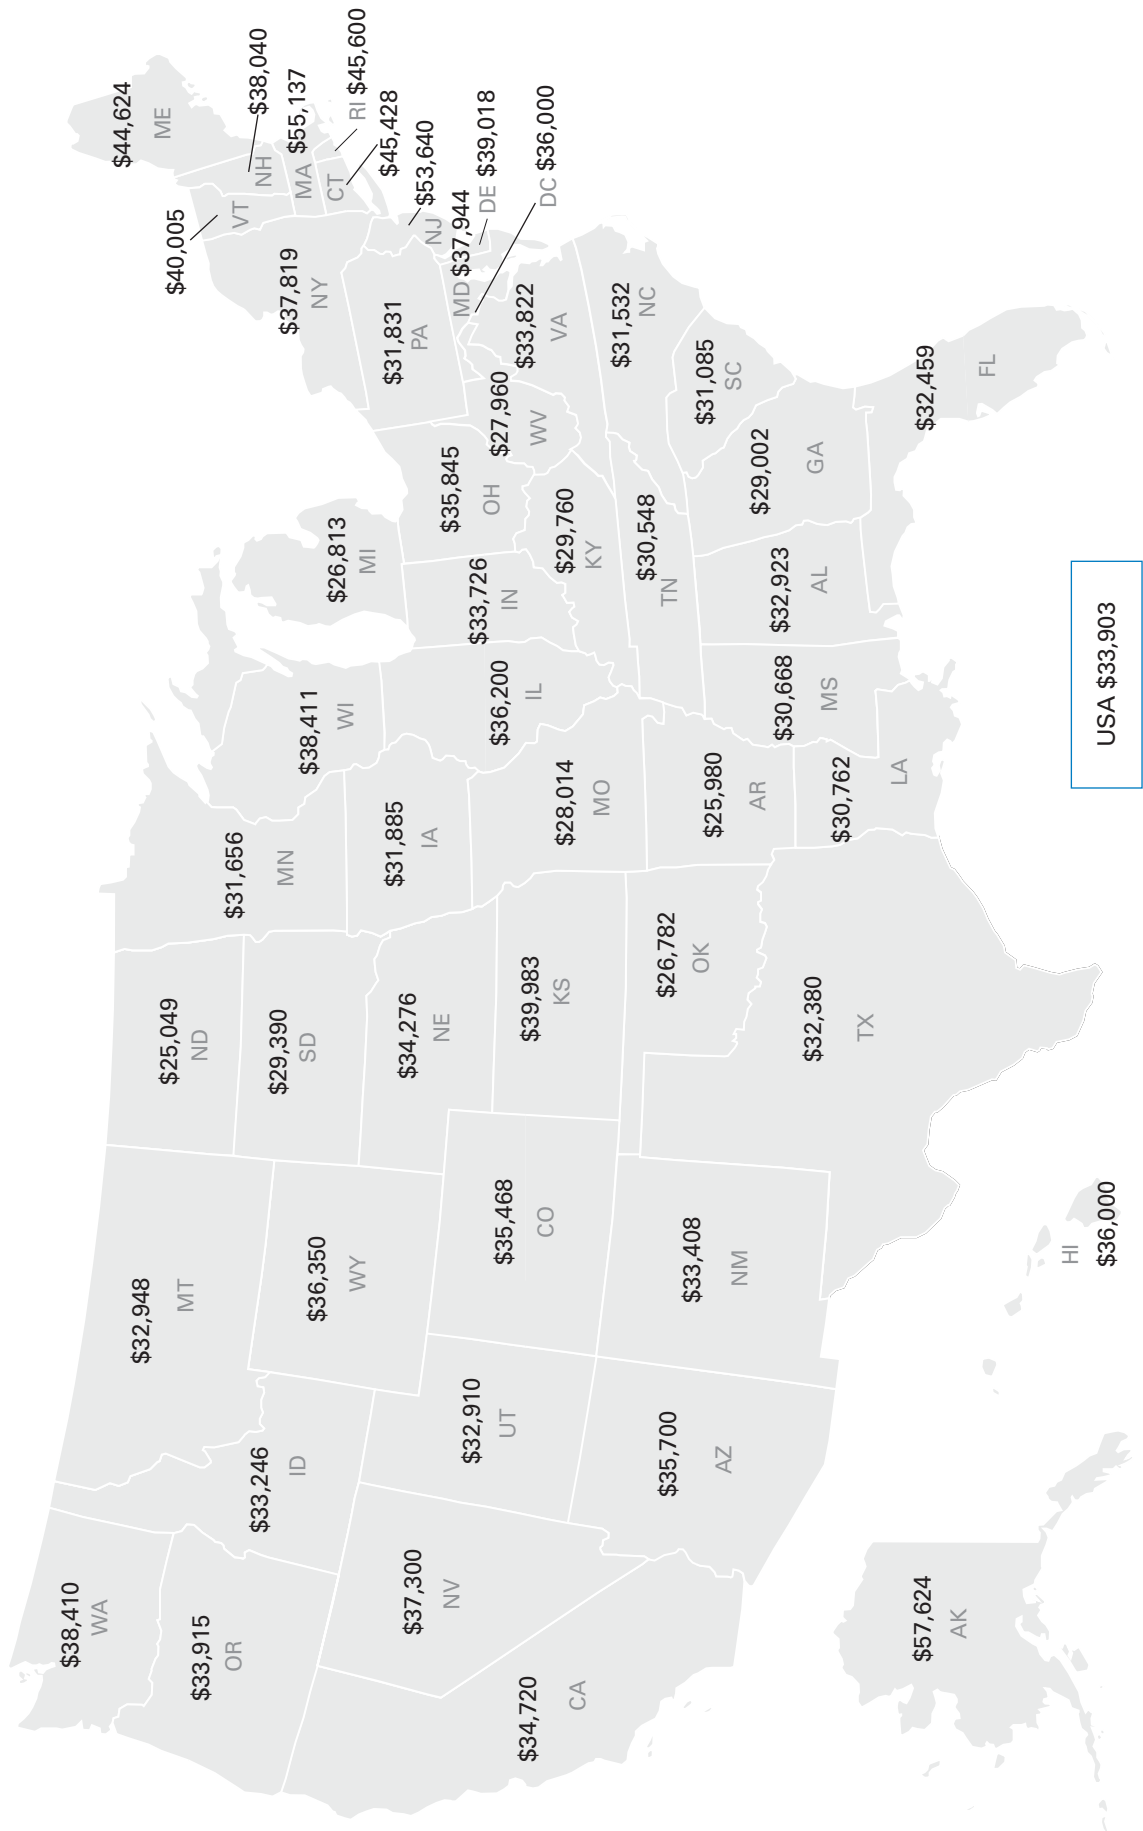 $38,410
WA
$33,915
OR
$34,720
CA
$37,300
NV
$33,246
ID
$32,948
MT
$36,350
WY
$32,910
UT
$35,700
AZ
$35,468
CO
$33,408
NM
$25,049
ND
$29,390
SD
$34,276
NE
$39,983
KS
$26,782
OK
$32,380
TX
$31,656
MN
$31,885
IA
$28,014
MO
$25,980
AR
$30,762
LA
$38,411
WI
$36,200
IL
$30,668
MS
$26,813
MI
$33,726
IN
$35,845
OH
$29,760
KY
$30,548
TN
$32,923
AL
$29,002
GA
$32,459
FL
$31,085
SC
$31,532
NC
$33,822
VA
$27,960
WV
$31,831
PA
$37,819
NY
$40,005
VT
$38,040
NH
$44,624
ME
$55,137
MA
RI $45,600
$45,428
CT
$53,640
NJ
DE $39,018
MD $37,944
DC $36,000
$57,624
AK
HI
$36,000
USA $33,903